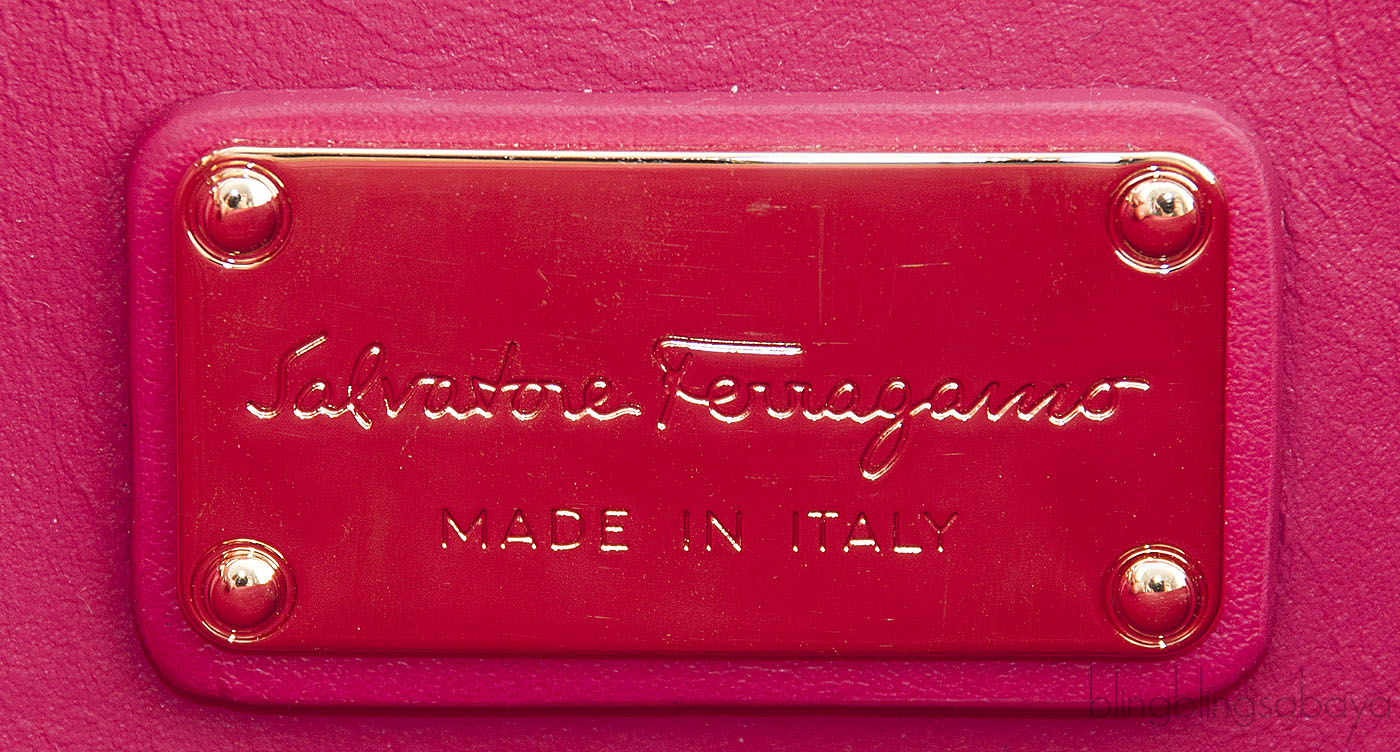 Salvatore Ferragamo
MADE IN ITALY
blingblingsabaya